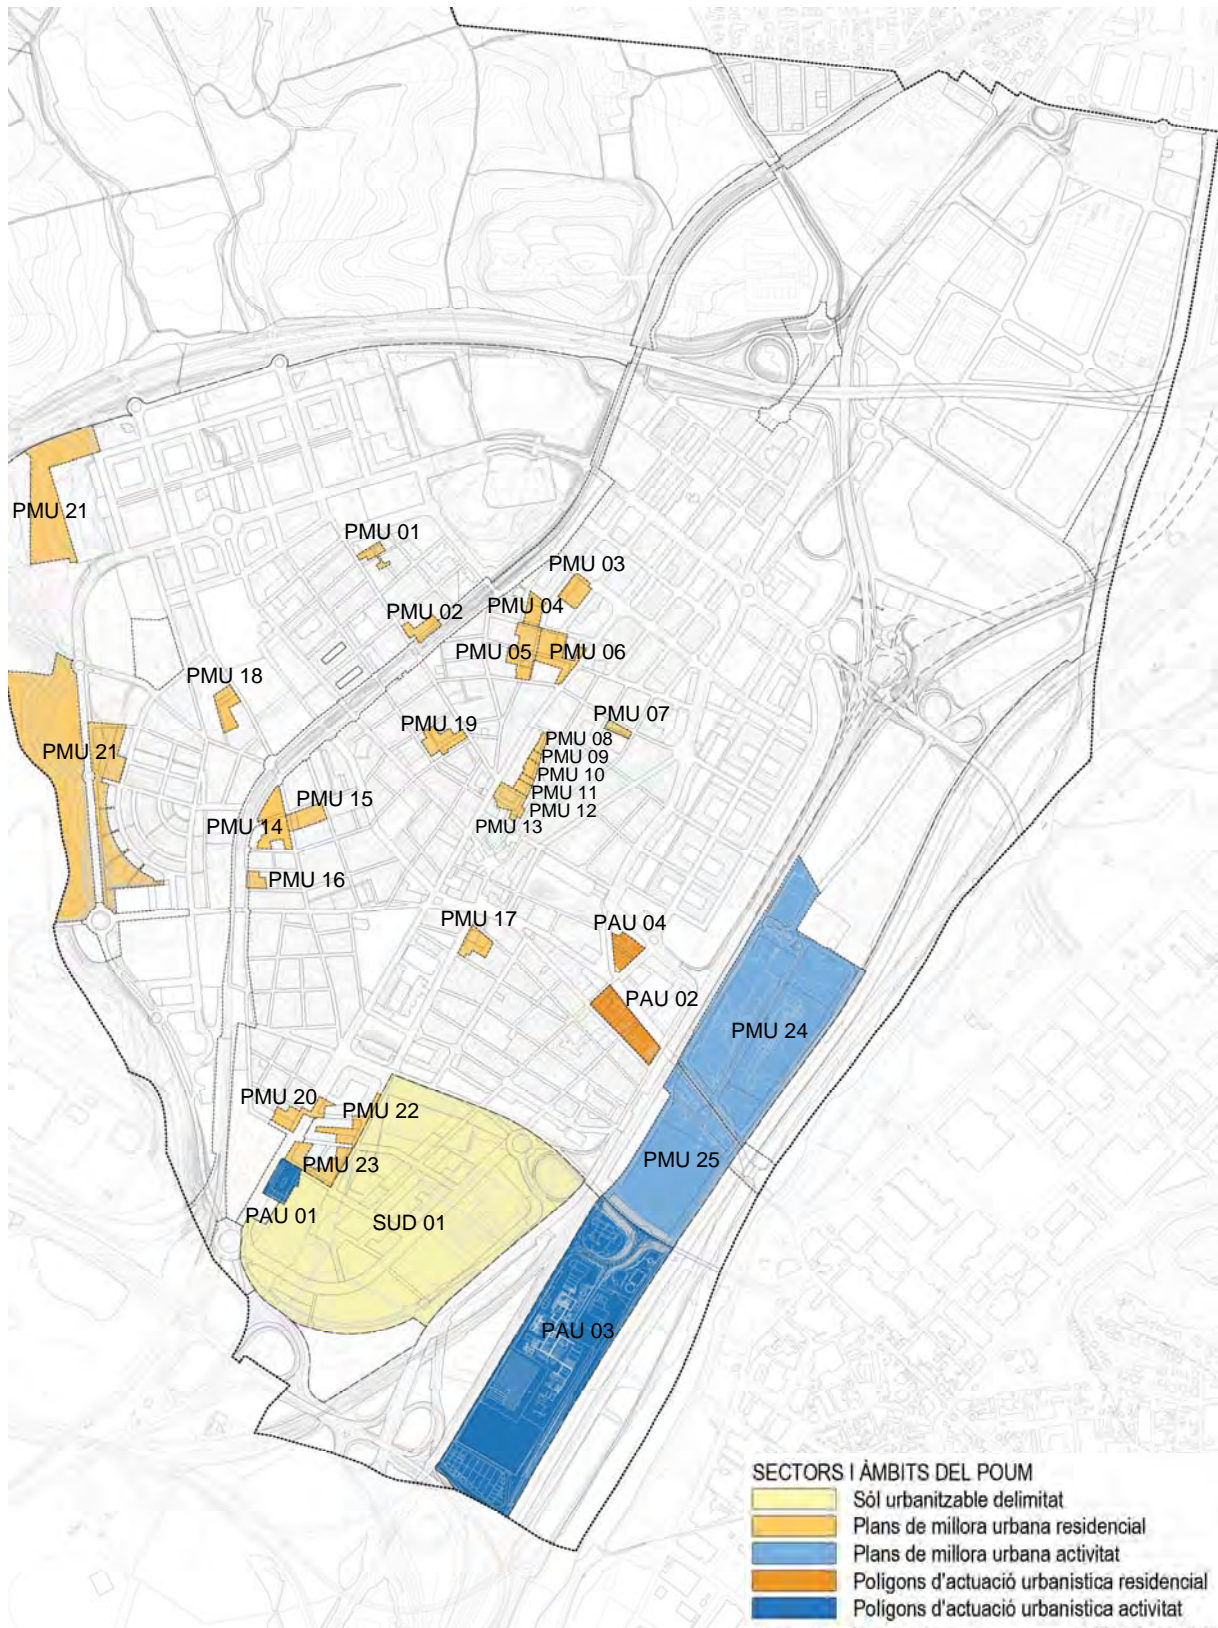 PMU 21
PMU 01
PMU 03
PMU 04
PMU 02
PMU 05
PMU 06
PMU 18
PMU 07
PMU 19
PMU 08
PMU 21
PMU 09
PMU 10
PMU 11
PMU 15
PMU 12
PMU 14
PMU 13
PMU 16
PMU 17
PAU 04
PAU 02
PMU 24
PMU 20
PMU 22
PMU 25
PMU 23
PAU 01
SUD 01
PAU 03
SECTORS I ÀMBITS DEL POUM
Sòl urbanitzable delimitat
Plans de millora urbana residencial
Plans de millora urbana activitat
Polígons d'actuació urbanística residencial
Polígons d'actuació urbanística activitat